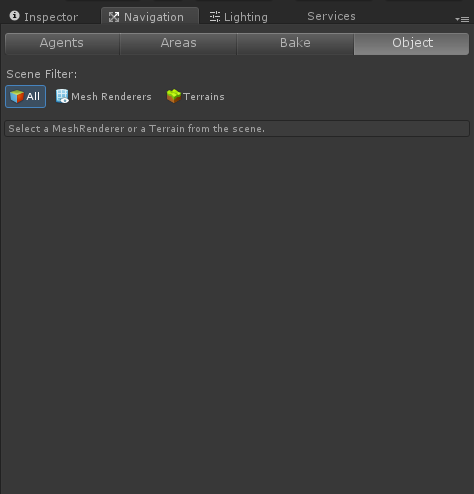 Inspector Navigation Lighting Services
Agents Areas Bake Object
Scene Filter:
All Mesh Renderers Terrains
Select a MeshRenderer or a Terrain from the scene.